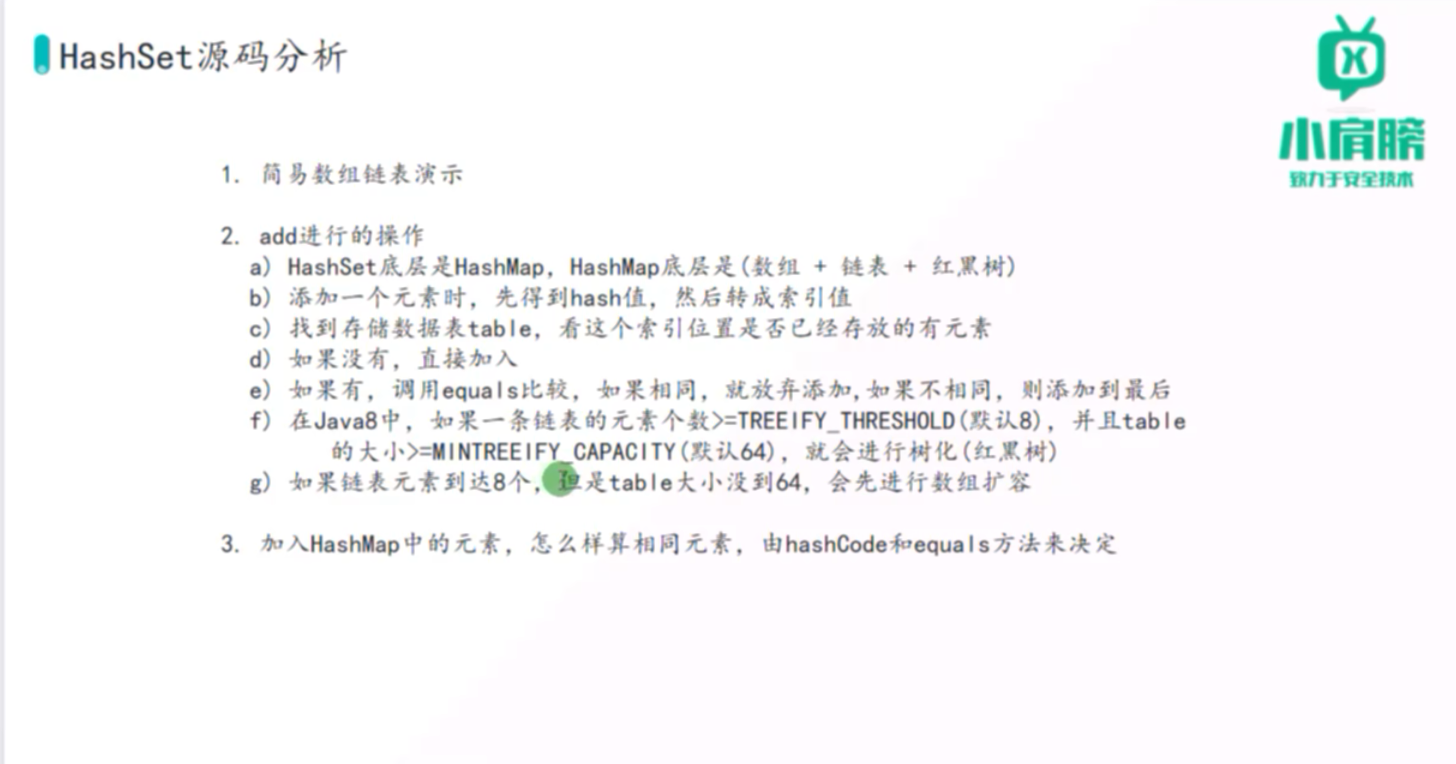 HashSet源码分析
小肩膀
致力于安全技术
1. 简易数组链表演示
2. add进行的操作
a) HashSet底层是HashMap, HashMap底层是(数组 + 链表 + 红黑树)
b) 添加一个元素时，先得到hash值，然后转成索引值
c) 找到存储数据表table，看这个索引位置是否已经存放的有元素
d) 如果没有，直接加入
e) 如果有，调用equals比较，如果相同，就放弃添加,如果不相同，则添加到最后
f) 在Java8中，如果一条链表的元素个数>=TREEIFY_THRESHOLD(默认8)，并且table
的大小>=MINTREEIFY_CAPACITY(默认64)，就会进行树化(红黑树)
g) 如果链表元素到达8个，但是table大小没到64，会先进行数组扩容
3. 加入HashMap中的元素，怎么样算相同元素，由hashCode和equals方法来决定